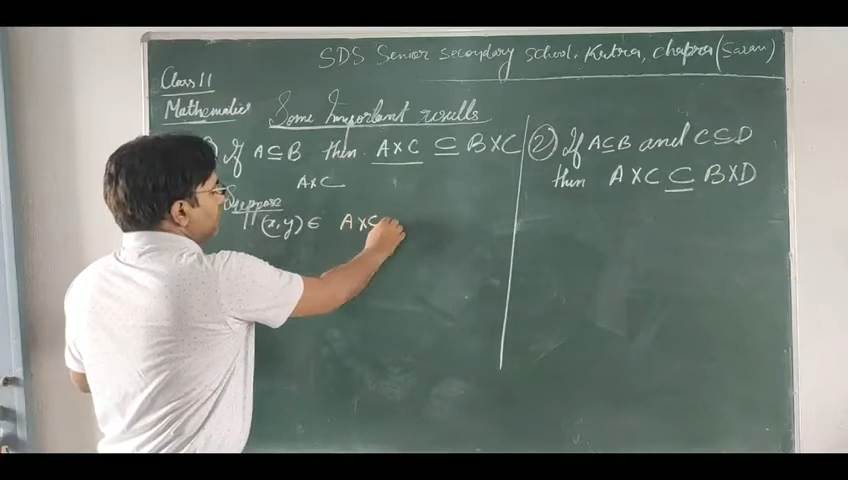 SDS Senior secondary school, Kutra, chapra (Saran)
Class 11
Mathematics
Some Important results
If A⊆B then A×C ⊆ B×C
A×C
Suppose
(x,y) ∈ A×C
② If A⊆B and C⊆D
then A×C ⊆ B×D